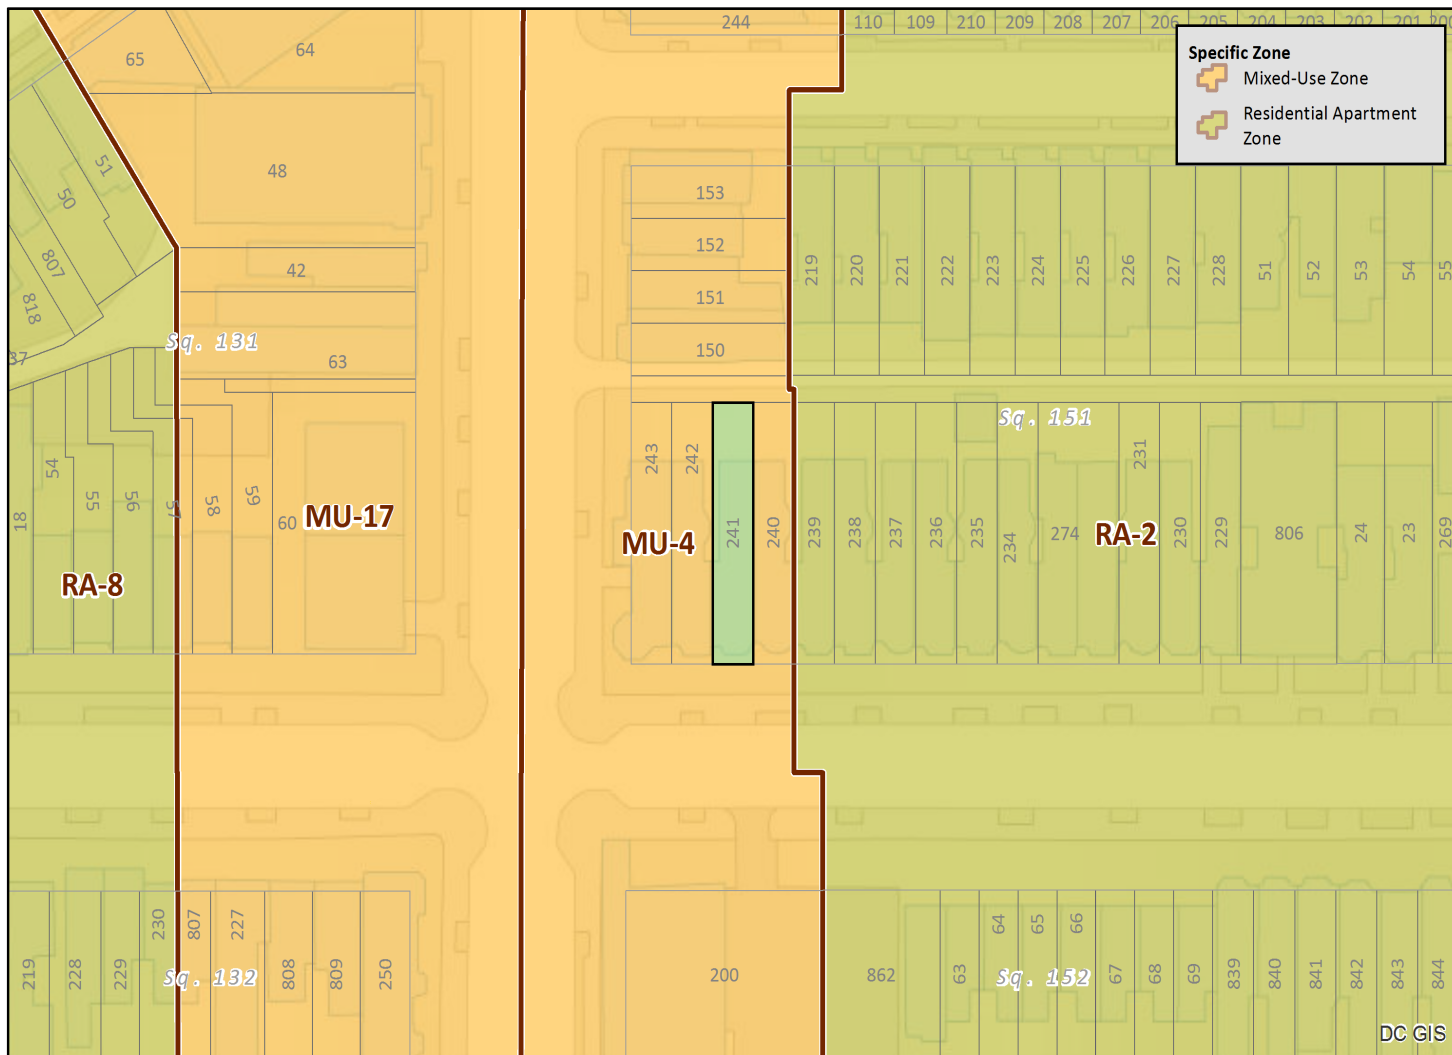 244
110 109 210 209 208 207 206 205 204 203 202 201 200
Specific Zone
Mixed-Use Zone
Residential Apartment
Zone
65
64
51
50
807
818
37
48
42
Sq. 131
63
153
152
151
150
219 220 221 222 223 224 225 226 227 228 51 52 53 54 55
Sq. 151
18 54 55 56 57 58 59 60
MU-17
RA-8
243 242 241 240
MU-4
239 238 237 236 235 234 274 231 230 229 806 24 23 269
RA-2
219 228 229 230 807 227 808 809 250
Sq. 132
200
862 63 64 65 66 67 68 69 839 840 841 842 843 844
Sq. 152
DC GIS